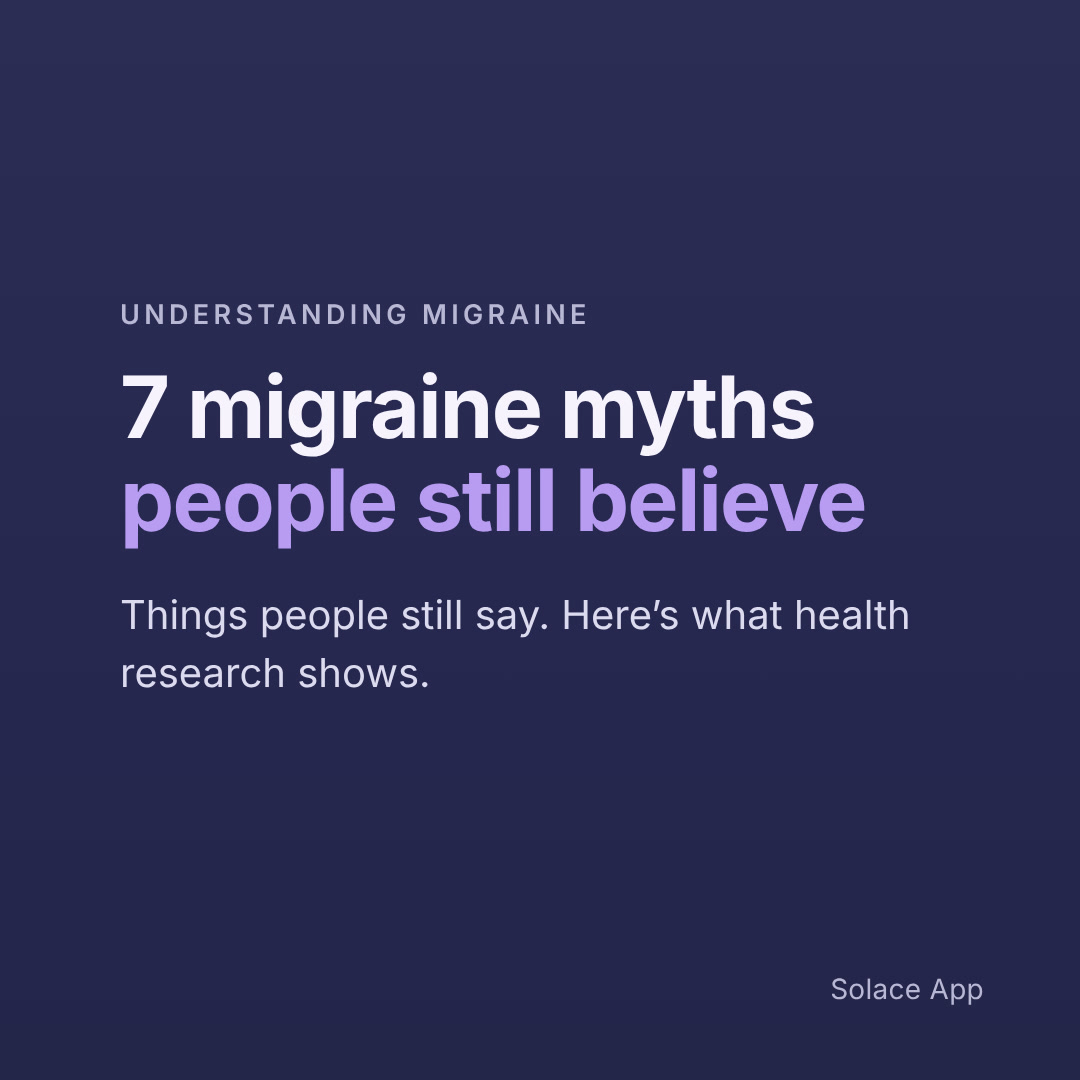 UNDERSTANDING MIGRAINE
7 migraine myths
people still believe
Things people still say. Here’s what health
research shows.
Solace App